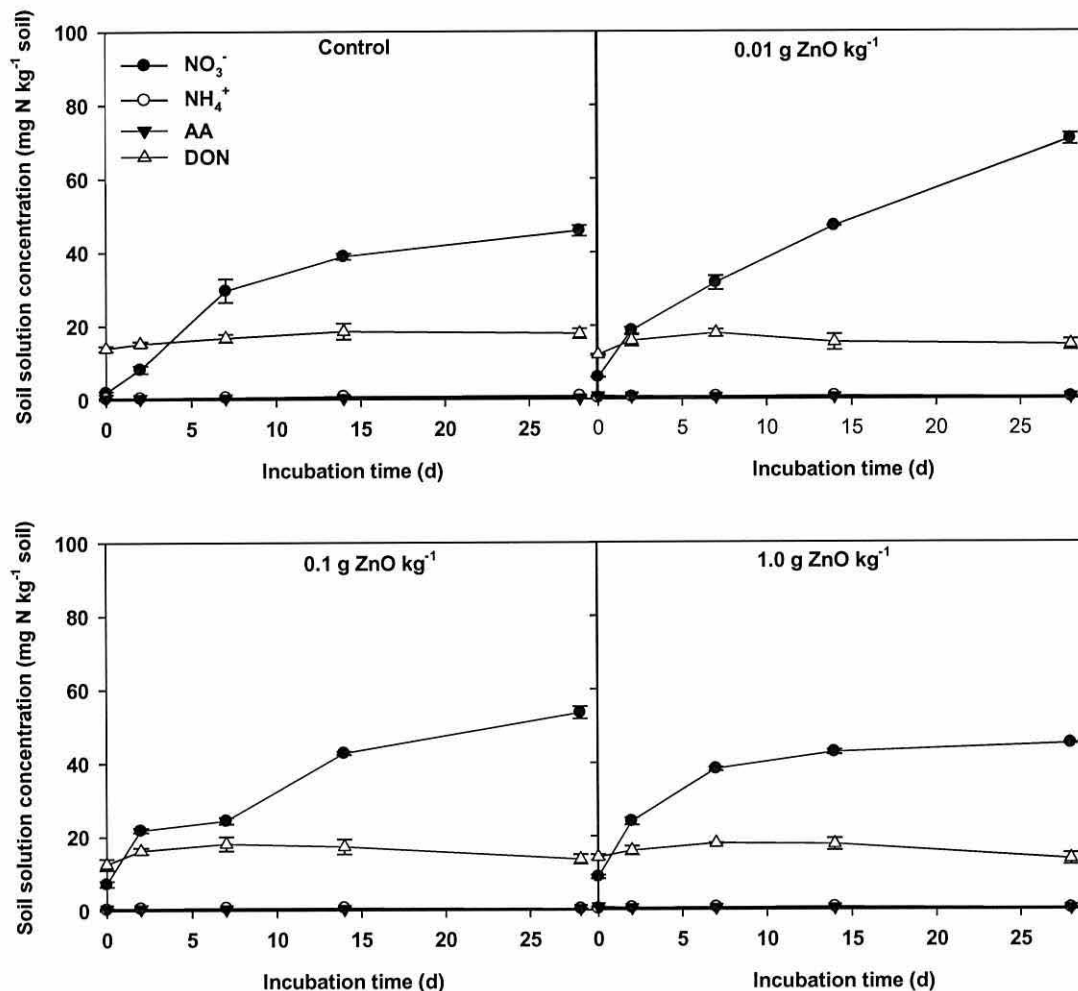 Soil solution concentration (mg N kg⁻¹ soil)
100
80
60
40
20
0
Control
NO₃⁻
NH₄⁺
AA
DON
0 5 10 15 20 25
Incubation time (d)
0.01 g ZnO kg⁻¹
0 5 10 15 20 25
Incubation time (d)
Soil solution concentration (mg N kg⁻¹ soil)
100
80
60
40
20
0
0.1 g ZnO kg⁻¹
0 5 10 15 20 25
Incubation time (d)
1.0 g ZnO kg⁻¹
0 5 10 15 20 25
Incubation time (d)